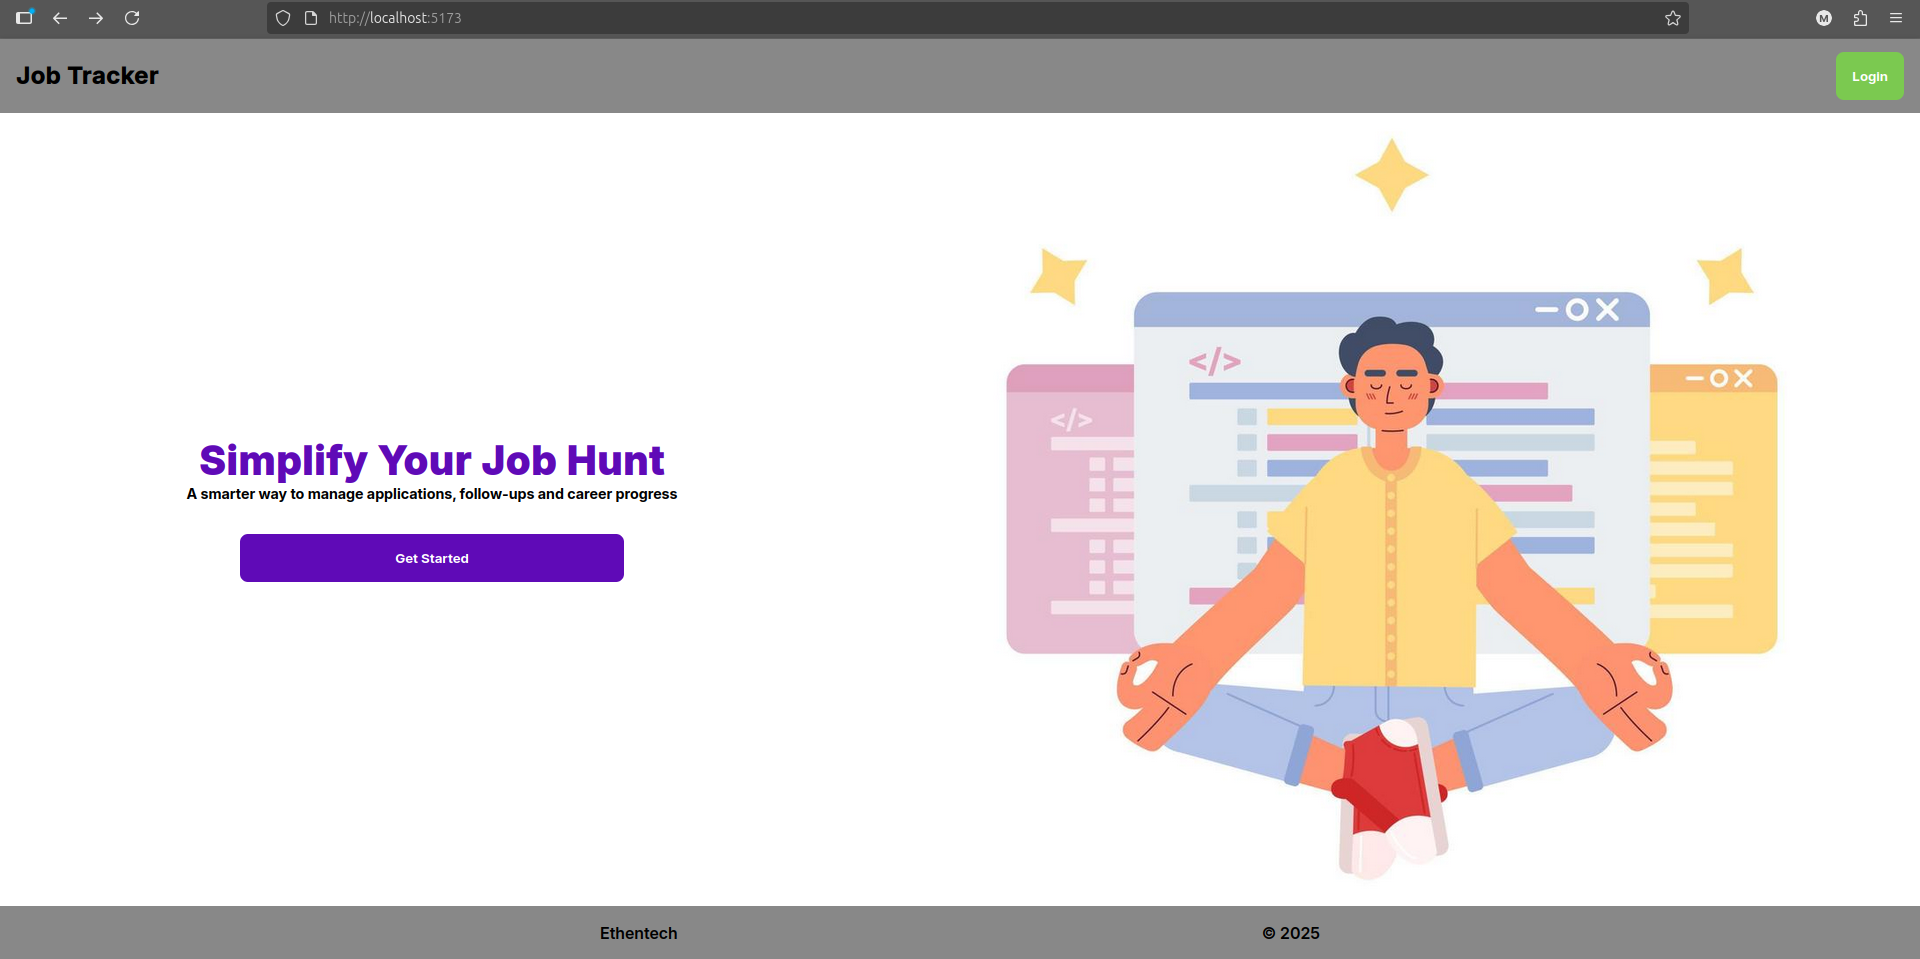 http://localhost:5173
M
Job Tracker
Login
</>
</>
Simplify Your Job Hunt
A smarter way to manage applications, follow-ups and career progress
Get Started
Ethentech
© 2025